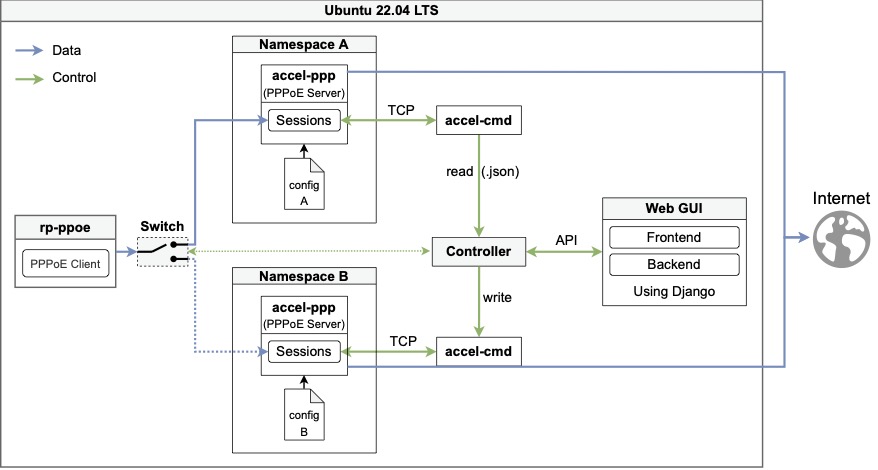 Ubuntu 22.04 LTS
Data
Control
Namespace A
accel-ppp
(PPPoE Server)
Sessions
config
A
TCP
accel-cmd
read (.json)
rp-ppoe
PPPoE Client
Switch
Controller
API
Web GUI
Frontend
Backend
Using Django
Internet
write
Namespace B
accel-ppp
(PPPoE Server)
Sessions
config
B
TCP
accel-cmd